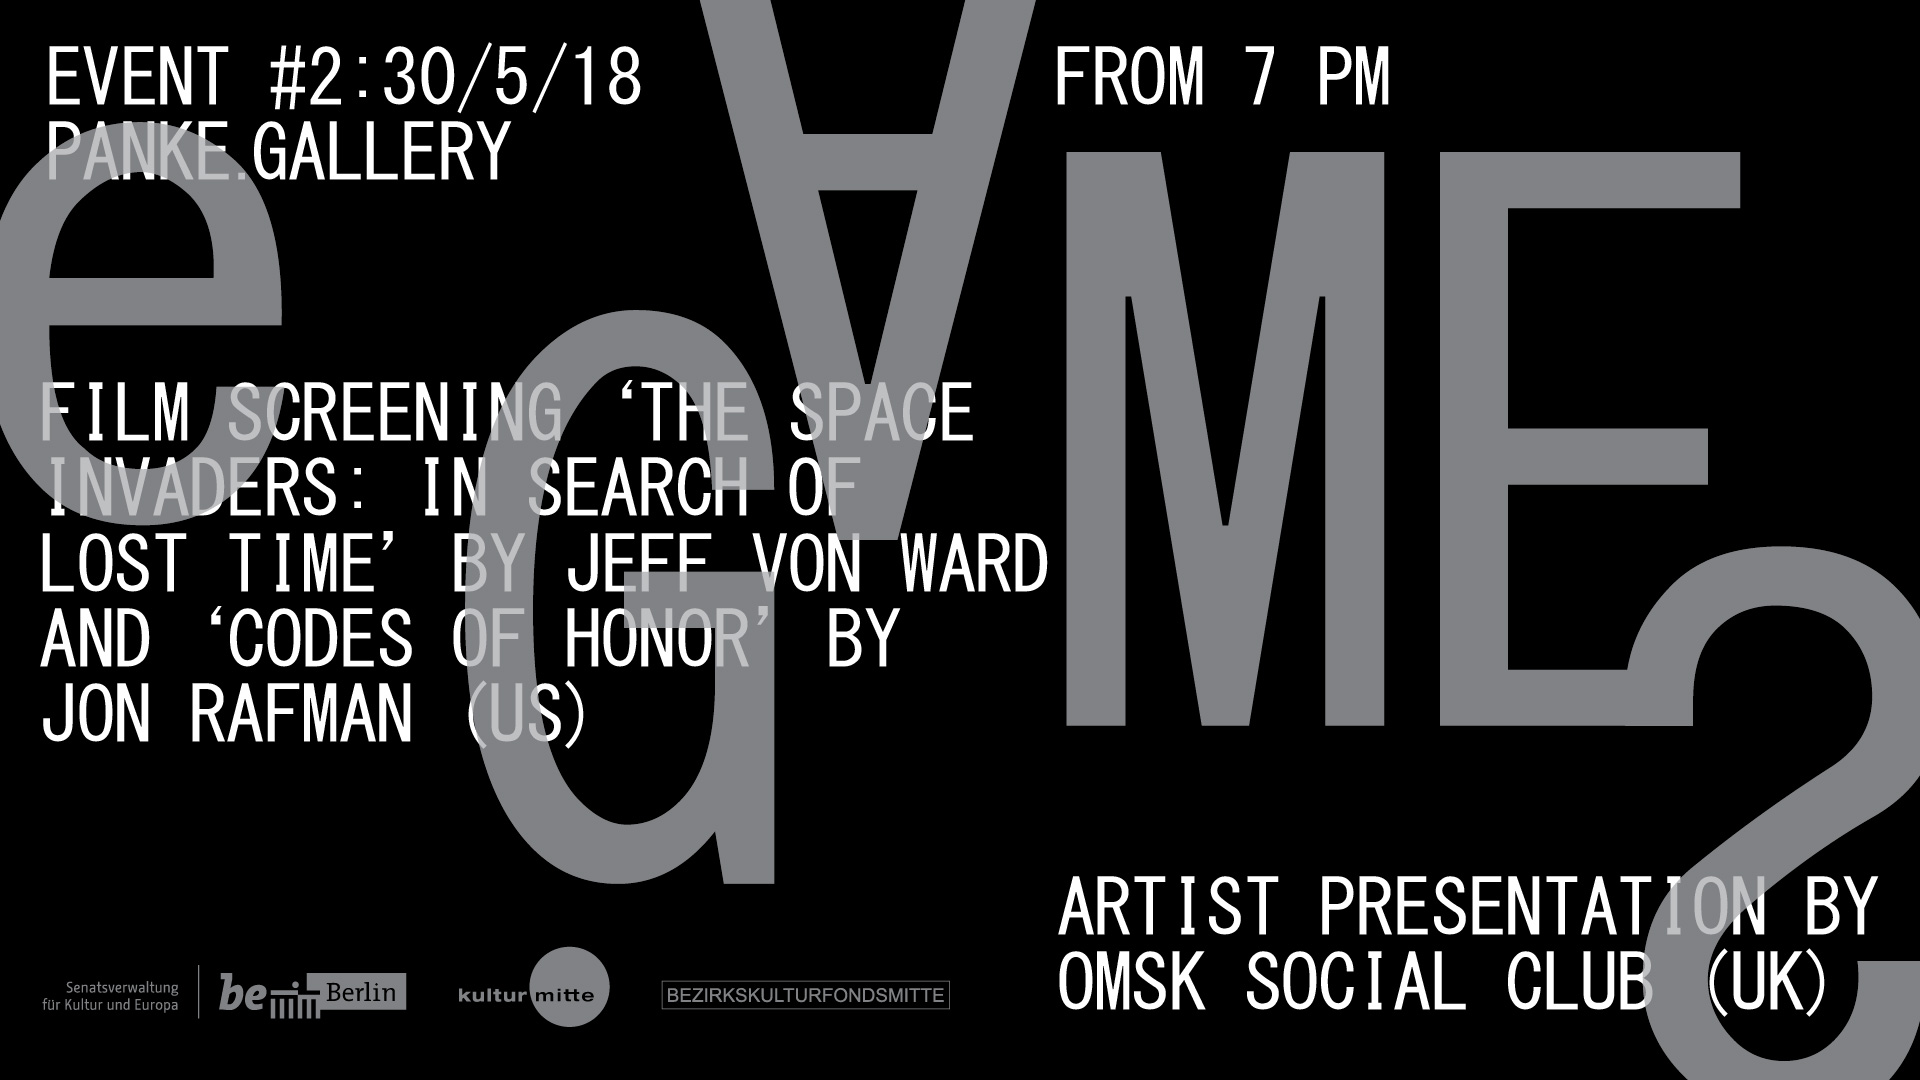 EVENT #2:30/5/18
PANKE.GALLERY
FROM 7 PM
e
G
A
ME
S
FILM SCREENING ‘THE SPACE
INVADERS: IN SEARCH OF
LOST TIME’ BY JEFF VON WARD
AND ‘CODES OF HONOR’ BY
JON RAFMAN (US)
ARTIST PRESENTATION BY
OMSK SOCIAL CLUB (UK)
Senatsverwaltung
für Kultur und Europa
be Berlin
kultur mitte
BEZIRKSKULTURFONDSMITTE